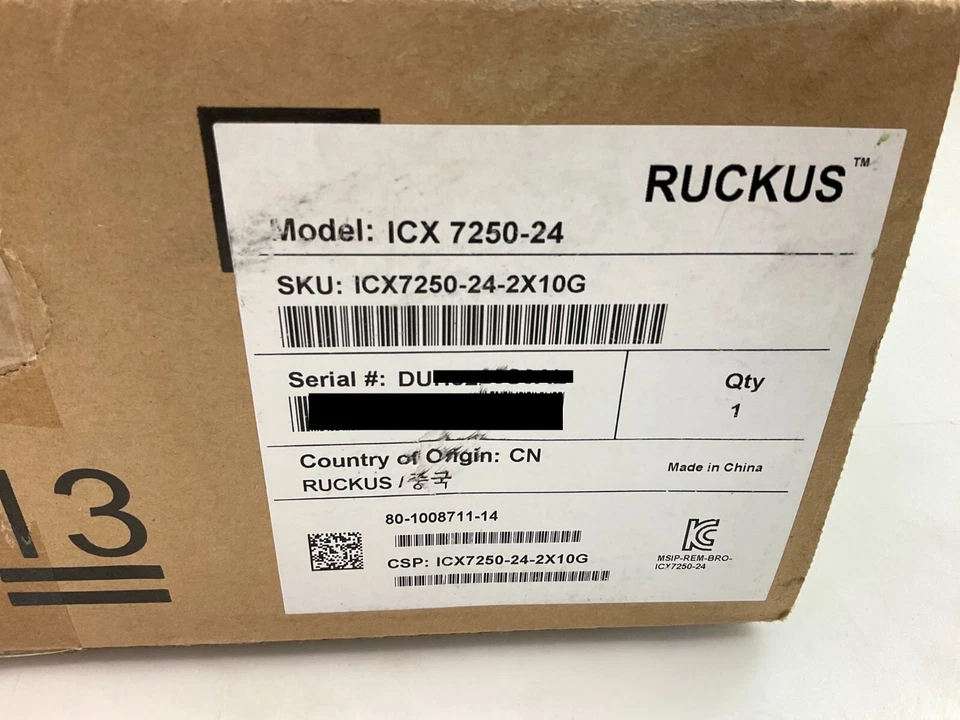 RUCKUS™
Model: ICX 7250-24
SKU: ICX7250-24-2X10G
Serial #:
Qty
1
Country of Origin: CN
Made in China
RUCKUS / 중국
80-1008711-14
CSP: ICX7250-24-2X10G
MSIP-REM-BRO-
ICX7250-24
13